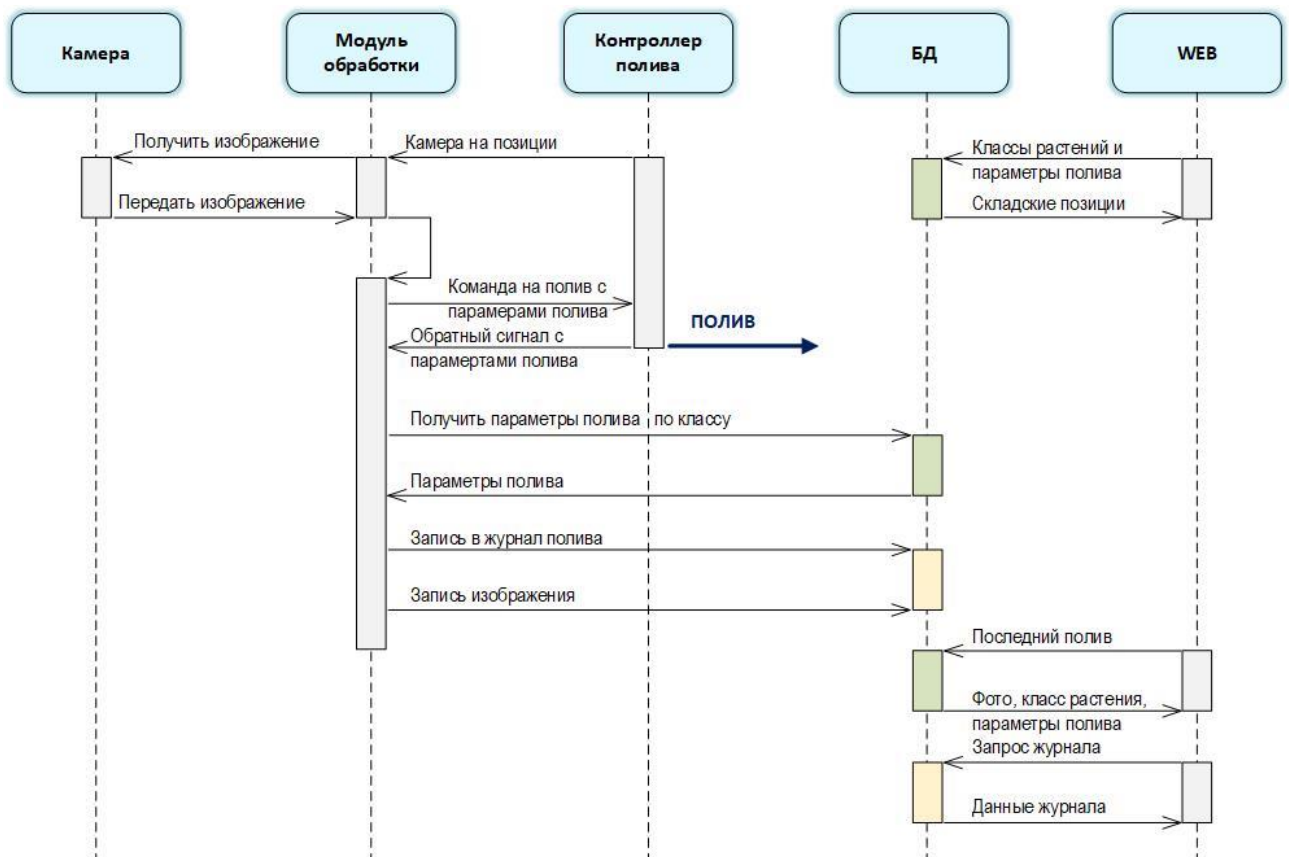 Камера
Модуль
обработки
Контроллер
полива
БД
WEB
Получить изображение
Камера на позиции
Классы растений и
параметры полива
Передать изображение
Складские позиции
Команда на полив с
парамерами полива
ПОЛИВ
Обратный сигнал с
парамертами полива
Получить параметры полива по классу
Параметры полива
Запись в журнал полива
Запись изображения
Последний полив
Фото, класс растения,
параметры полива
Запрос журнала
Данные журнала